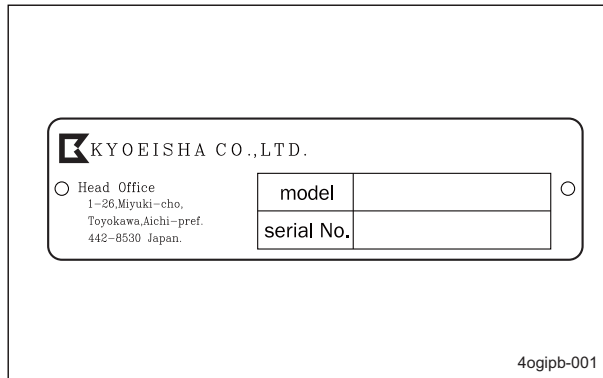 KYOEISHA CO.,LTD.
Head Office
1-26,Miyuki-cho,
Toyokawa,Aichi-pref.
442-8530 Japan.
model
serial No.
4ogipb-001